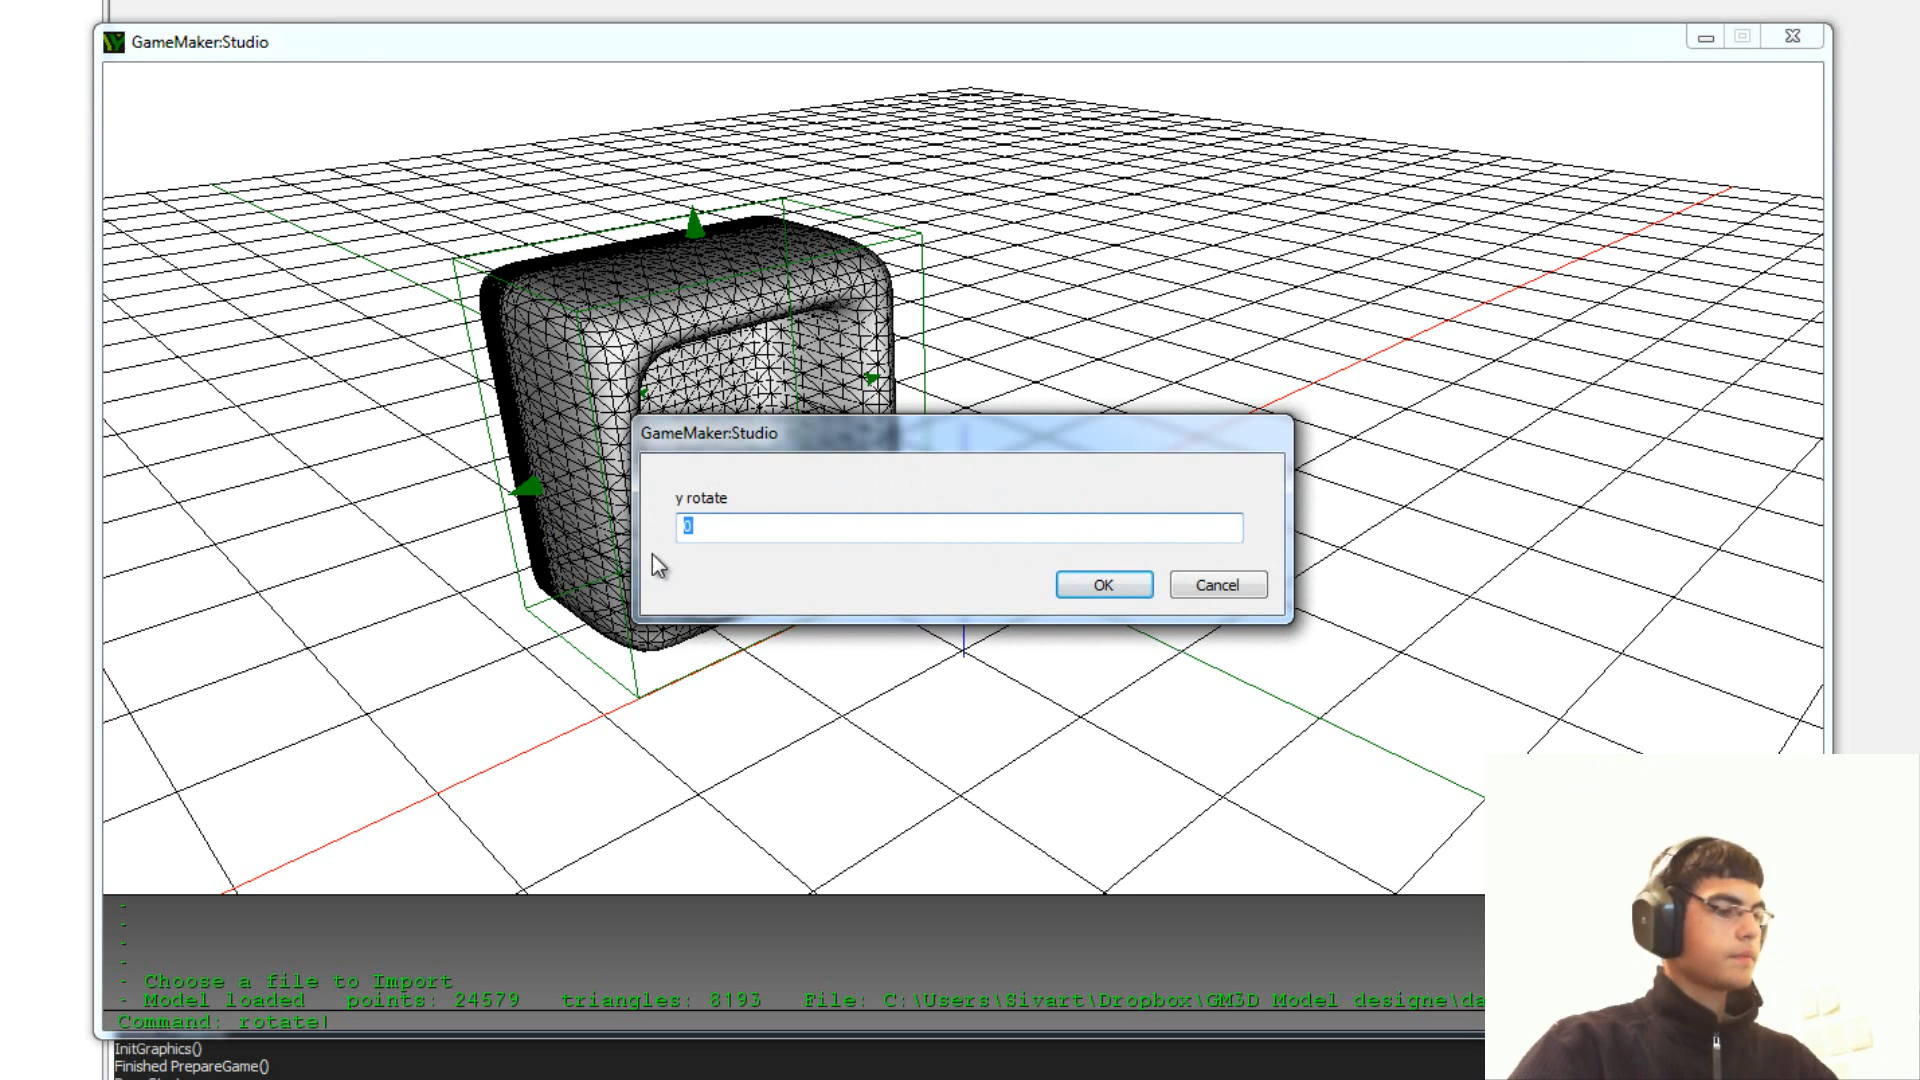 GameMaker:Studio
GameMaker:Studio
y rotate
0
OK
Cancel
-
-
-
-
- Choose a file to Import
- Model loaded points: 24579 triangles: 8193 File: C:\Users\Sivart\Dropbox\GM3D Model designe\da
Command: rotate|
InitGraphics()
Finished PrepareGame()